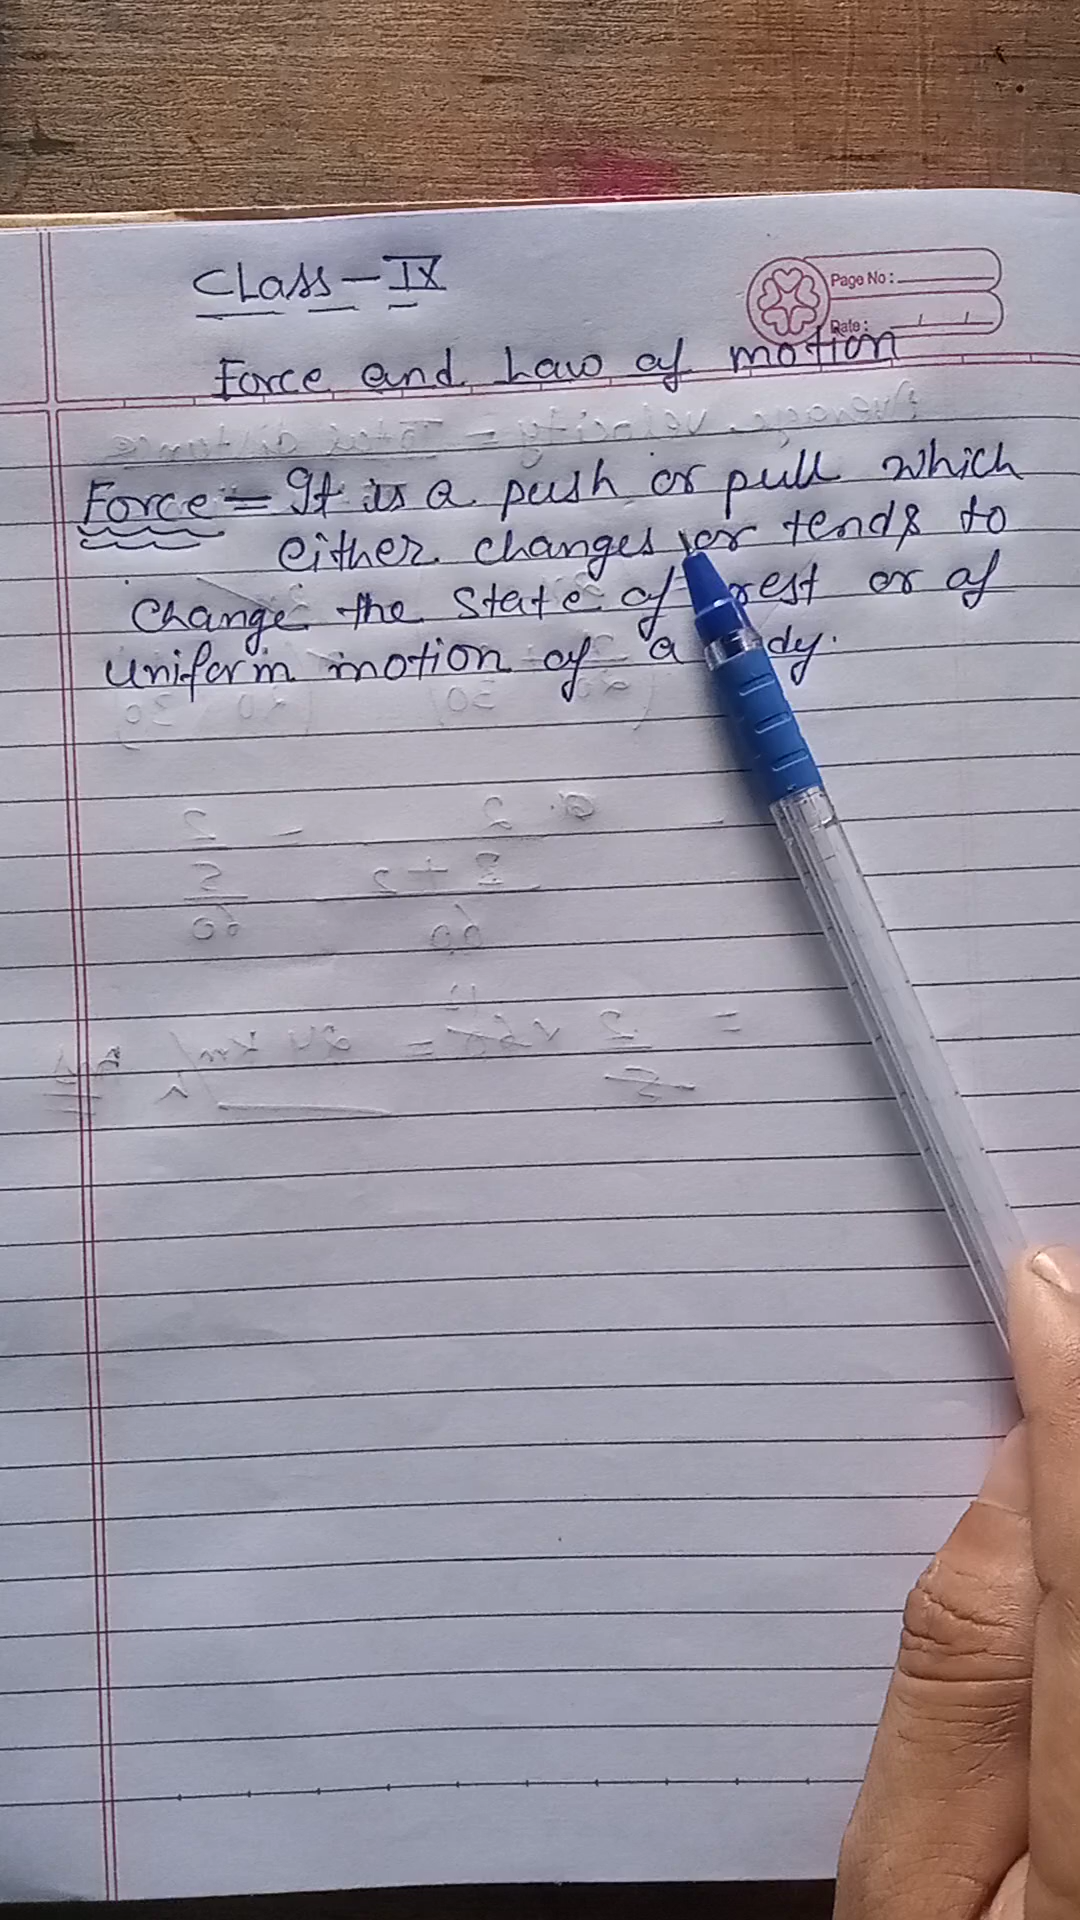 Class - IX
Page No :
Date :
Force and Law of motion
Force = It is a push or pull which
either changes or tends to
change the state of rest or of
uniform motion of a dy.